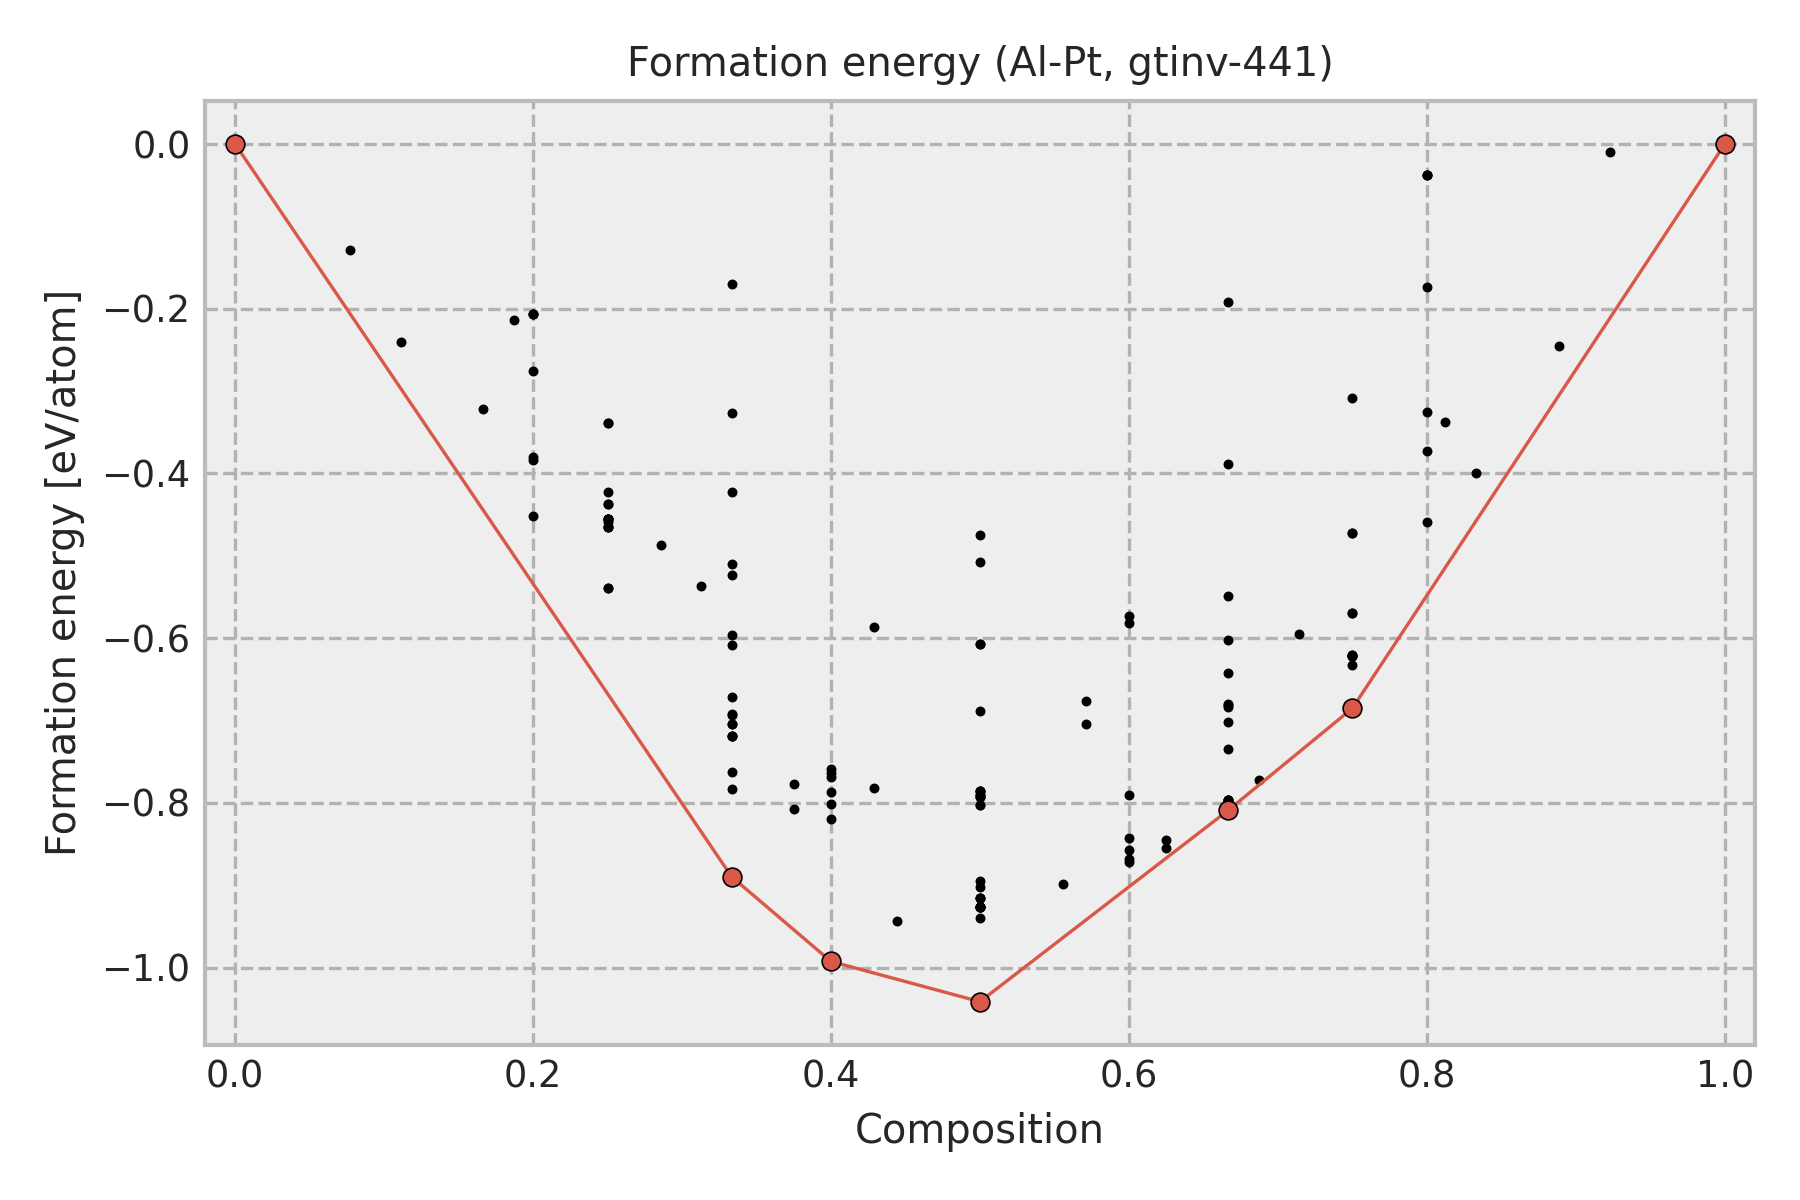 Formation energy (Al-Pt, gtinv-441)
Formation energy [eV/atom]
0.0
−0.2
−0.4
−0.6
−0.8
−1.0
0.0 0.2 0.4 0.6 0.8 1.0
Composition